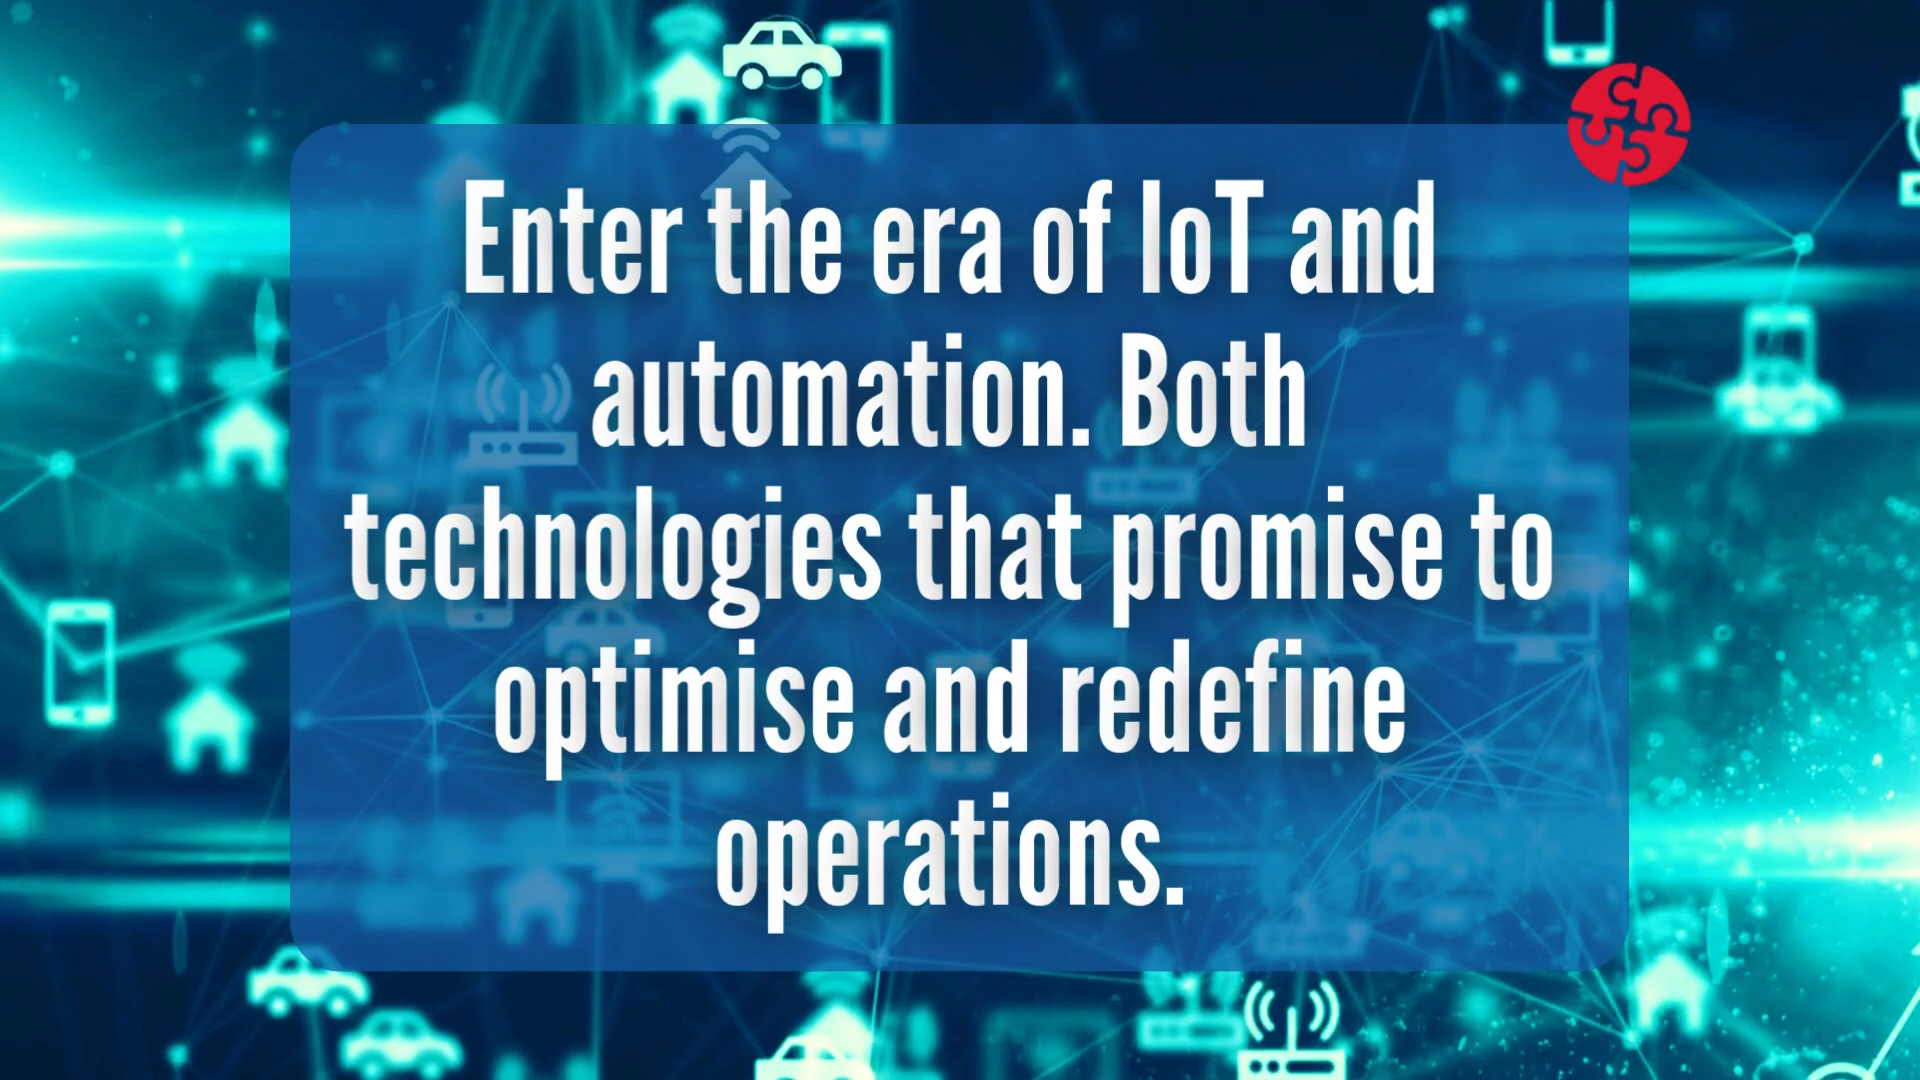 Enter the era of IoT and
automation. Both
technologies that promise to
optimise and redefine
operations.